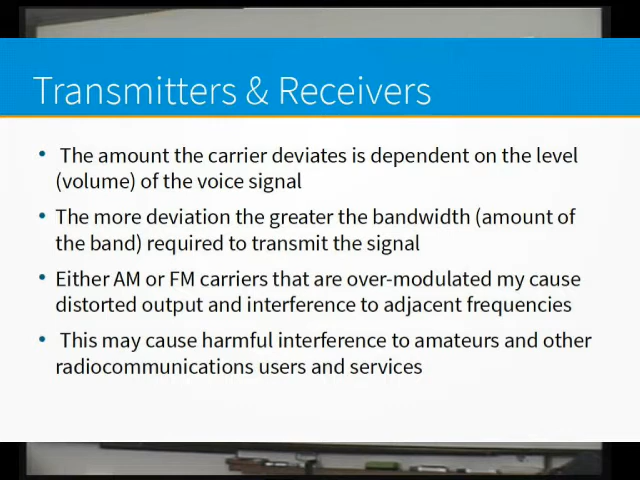 Transmitters & Receivers
• The amount the carrier deviates is dependent on the level
(volume) of the voice signal
• The more deviation the greater the bandwidth (amount of
the band) required to transmit the signal
• Either AM or FM carriers that are over-modulated my cause
distorted output and interference to adjacent frequencies
• This may cause harmful interference to amateurs and other
radiocommunications users and services